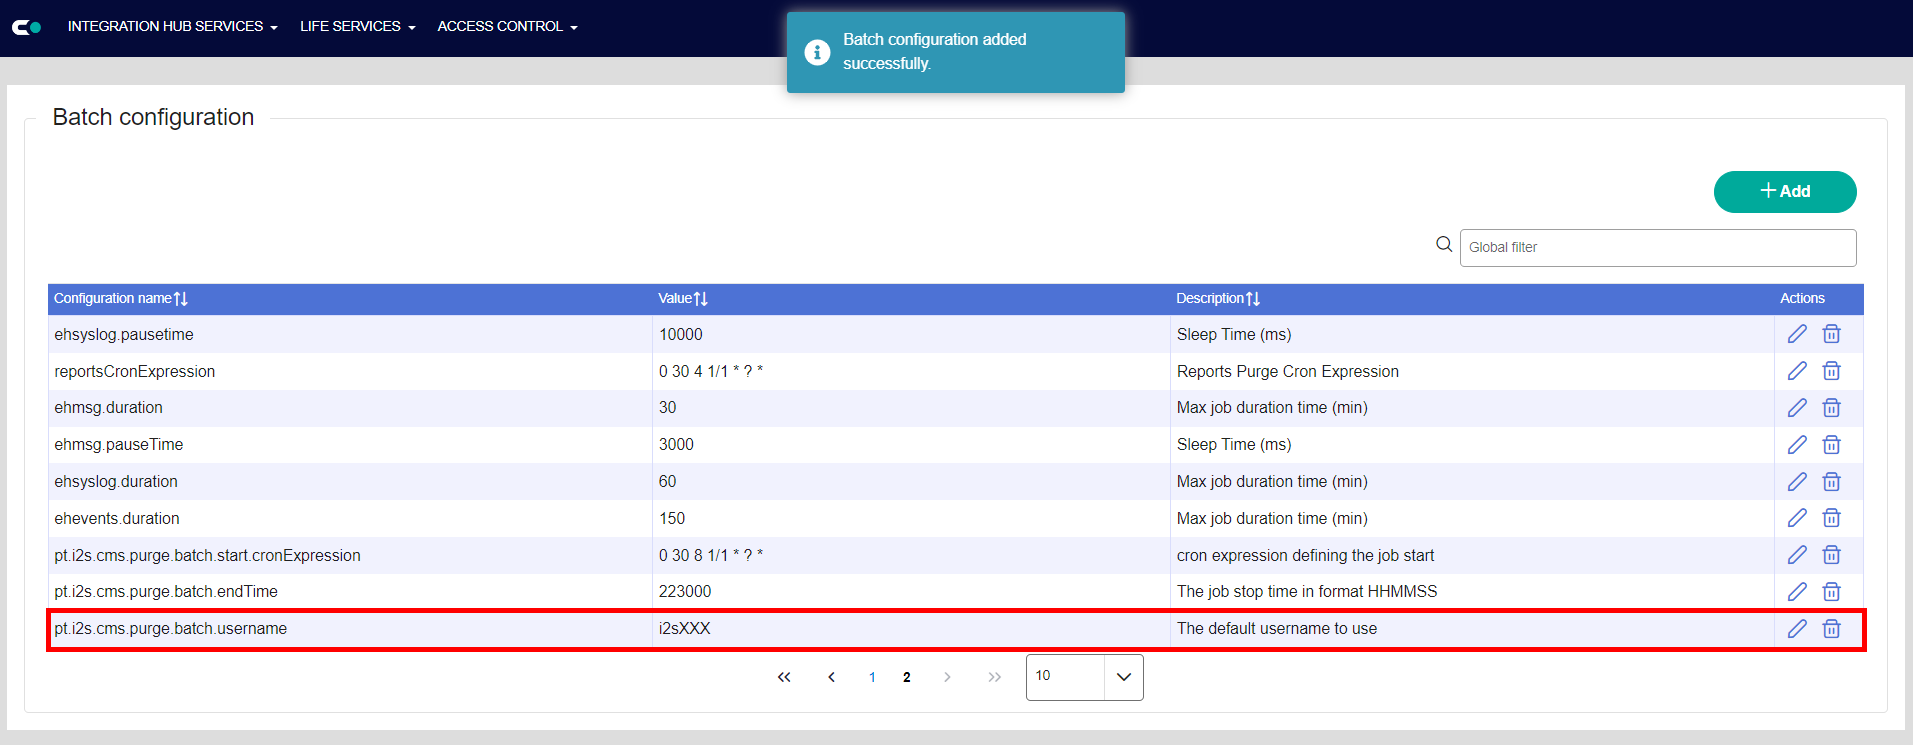 INTEGRATION HUB SERVICES LIFE SERVICES ACCESS CONTROL
Batch configuration added
successfully.
Batch configuration
Add
Global filter
Configuration name Value Description Actions
ehsyslog.pausetime 10000 Sleep Time (ms)
reportsCronExpression 0 30 4 1/1 * ? * Reports Purge Cron Expression
ehmsg.duration 30 Max job duration time (min)
ehmsg.pauseTime 3000 Sleep Time (ms)
ehsyslog.duration 60 Max job duration time (min)
ehevents.duration 150 Max job duration time (min)
pt.i2s.cms.purge.batch.start.cronExpression 0 30 8 1/1 * ? * cron expression defining the job start
pt.i2s.cms.purge.batch.endTime 223000 The job stop time in format HHMMSS
pt.i2s.cms.purge.batch.username i2sXXX The default username to use
« ‹ 1 2 › » 10